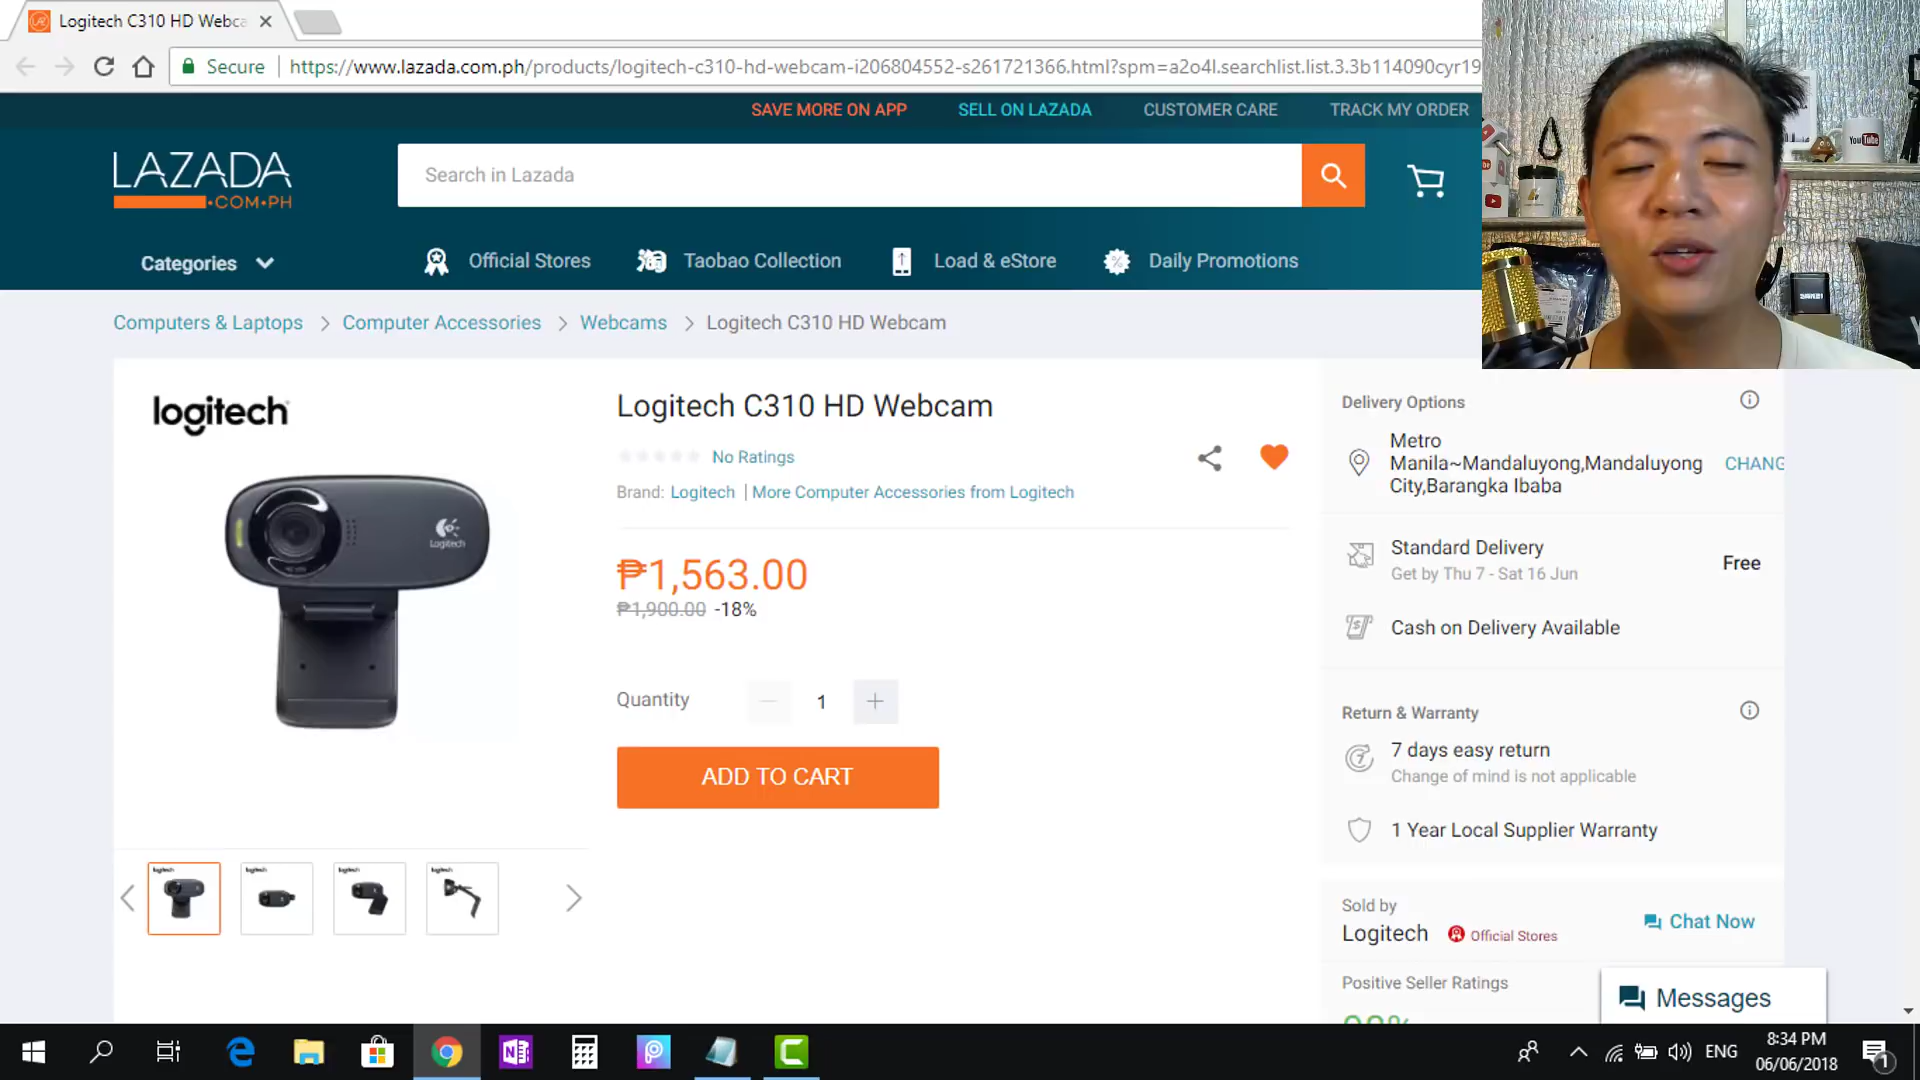 Logitech C310 HD Webca
Secure
https://www.lazada.com.ph/products/logitech-c310-hd-webcam-i206804552-s261721366.html?spm=a2o4l.searchlist.list.3.3b114090cyr19
SAVE MORE ON APP
SELL ON LAZADA
CUSTOMER CARE
TRACK MY ORDER
LAZADA
.COM.PH
Search in Lazada
Categories
Official Stores
Taobao Collection
Load & eStore
Daily Promotions
YouTube
Computers & Laptops
Computer Accessories
Webcams
Logitech C310 HD Webcam
logitech
Logitech
Logitech C310 HD Webcam
No Ratings
Brand: Logitech | More Computer Accessories from Logitech
₱1,563.00
₱1,900.00 -18%
Quantity
1
ADD TO CART
logitech
logitech
logitech
logitech
Delivery Options
Metro
Manila~Mandaluyong,Mandaluyong
City,Barangka Ibaba
CHANG
Standard Delivery
Get by Thu 7 - Sat 16 Jun
Free
Cash on Delivery Available
Return & Warranty
7 days easy return
Change of mind is not applicable
1 Year Local Supplier Warranty
Sold by
Logitech
Official Stores
Chat Now
Positive Seller Ratings
Messages
ENG
8:34 PM
06/06/2018
1